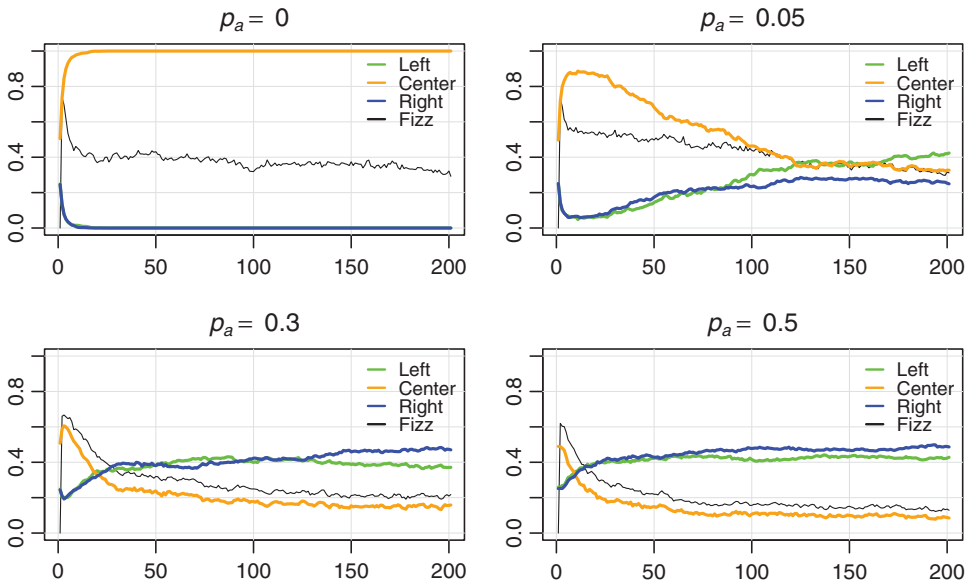 pₐ = 0
0.0 0.4 0.8
Left
Center
Right
Fizz
0 50 100 150 200
pₐ = 0.05
0.0 0.4 0.8
Left
Center
Right
Fizz
0 50 100 150 200
pₐ = 0.3
0.0 0.4 0.8
Left
Center
Right
Fizz
0 50 100 150 200
pₐ = 0.5
0.0 0.4 0.8
Left
Center
Right
Fizz
0 50 100 150 200